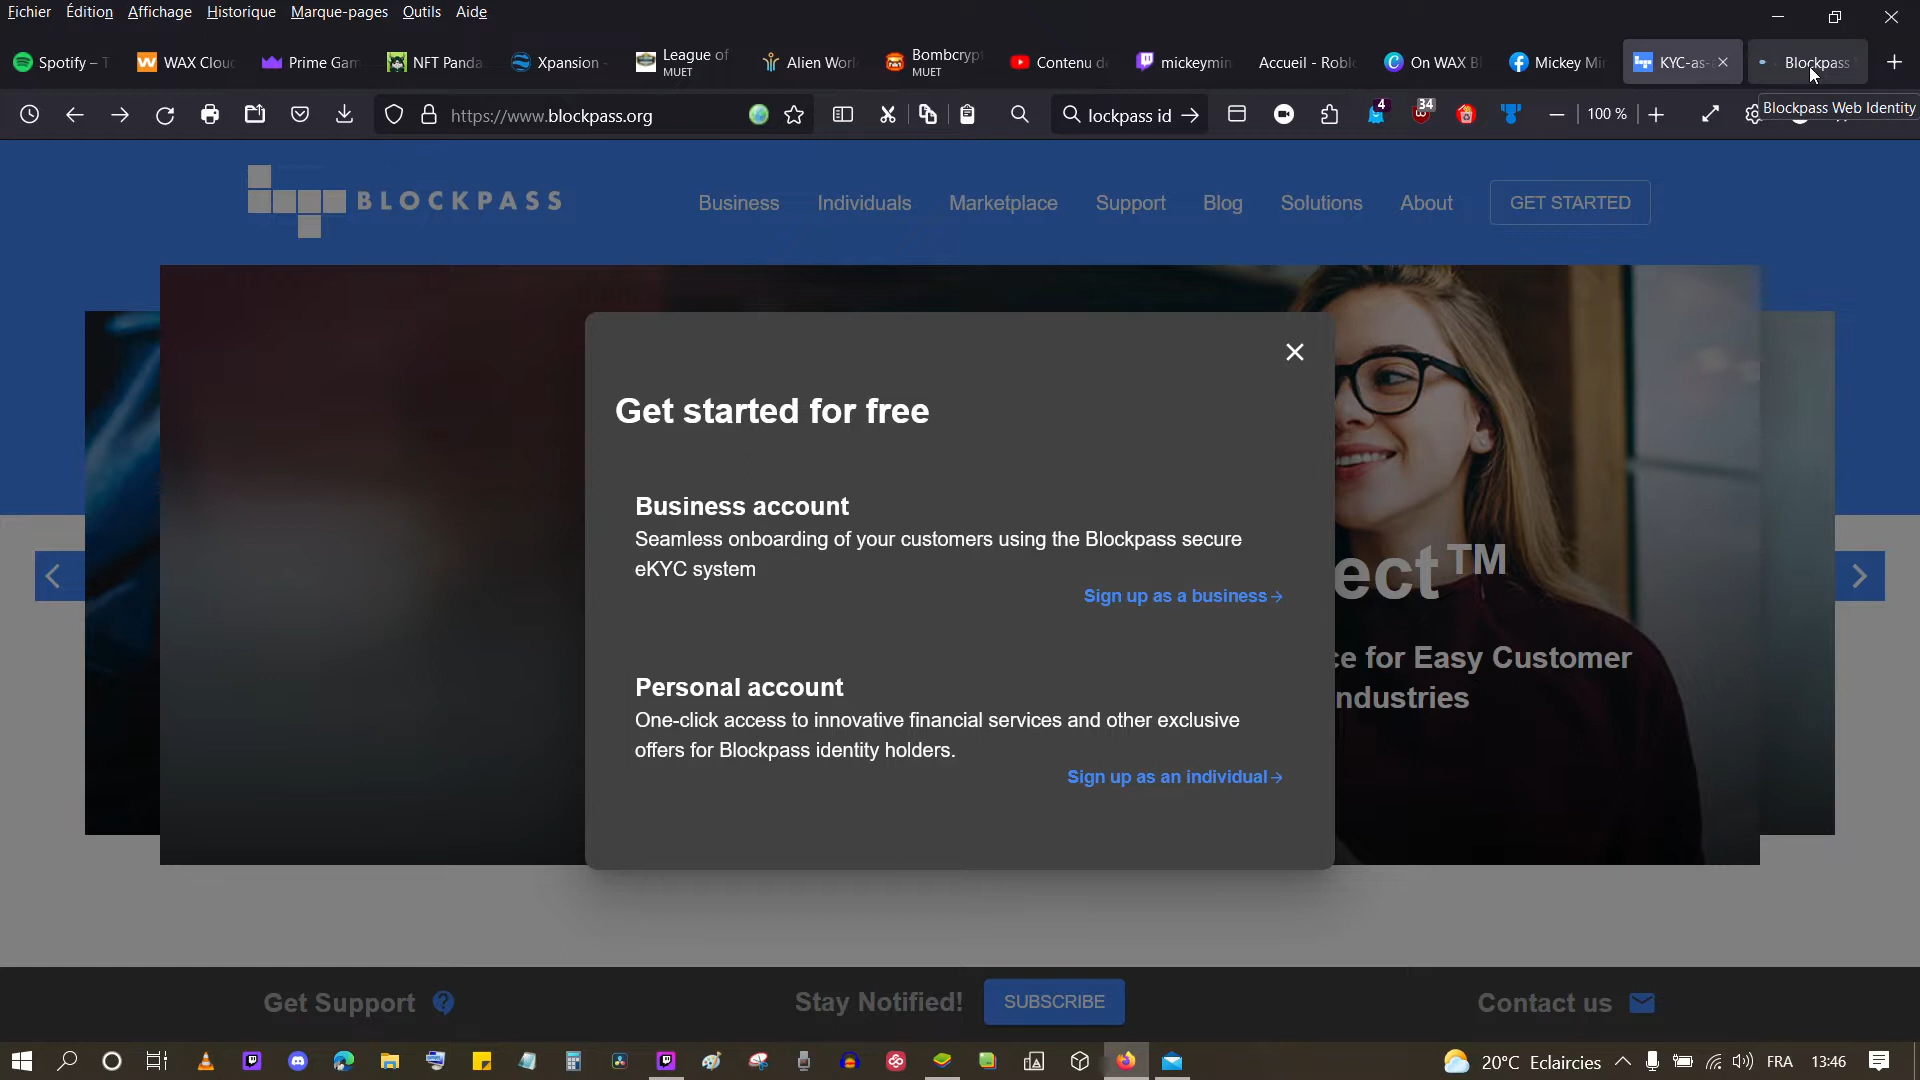 Fichier Édition Affichage Historique Marque-pages Outils Aide
Spotify – T WAX Clou Prime Gam NFT Panda Xpansion - League of Alien Worl Bombcryp Contenu de mickeymin Accueil - Roblo On WAX B Mickey Mi KYC-as-a Blockpass
MUET MUET
https://www.blockpass.org lockpass id 4 34 100 %
Blockpass Web Identity
BLOCKPASS Business Individuals Marketplace Support Blog Solutions About GET STARTED
Get started for free
Business account
Seamless onboarding of your customers using the Blockpass secure
eKYC system
Sign up as a business
ect™
ce for Easy Customer
ndustries
Personal account
One-click access to innovative financial services and other exclusive
offers for Blockpass identity holders.
Sign up as an individual
Get Support Stay Notified! SUBSCRIBE Contact us
20°C Eclaircies FRA 13:46